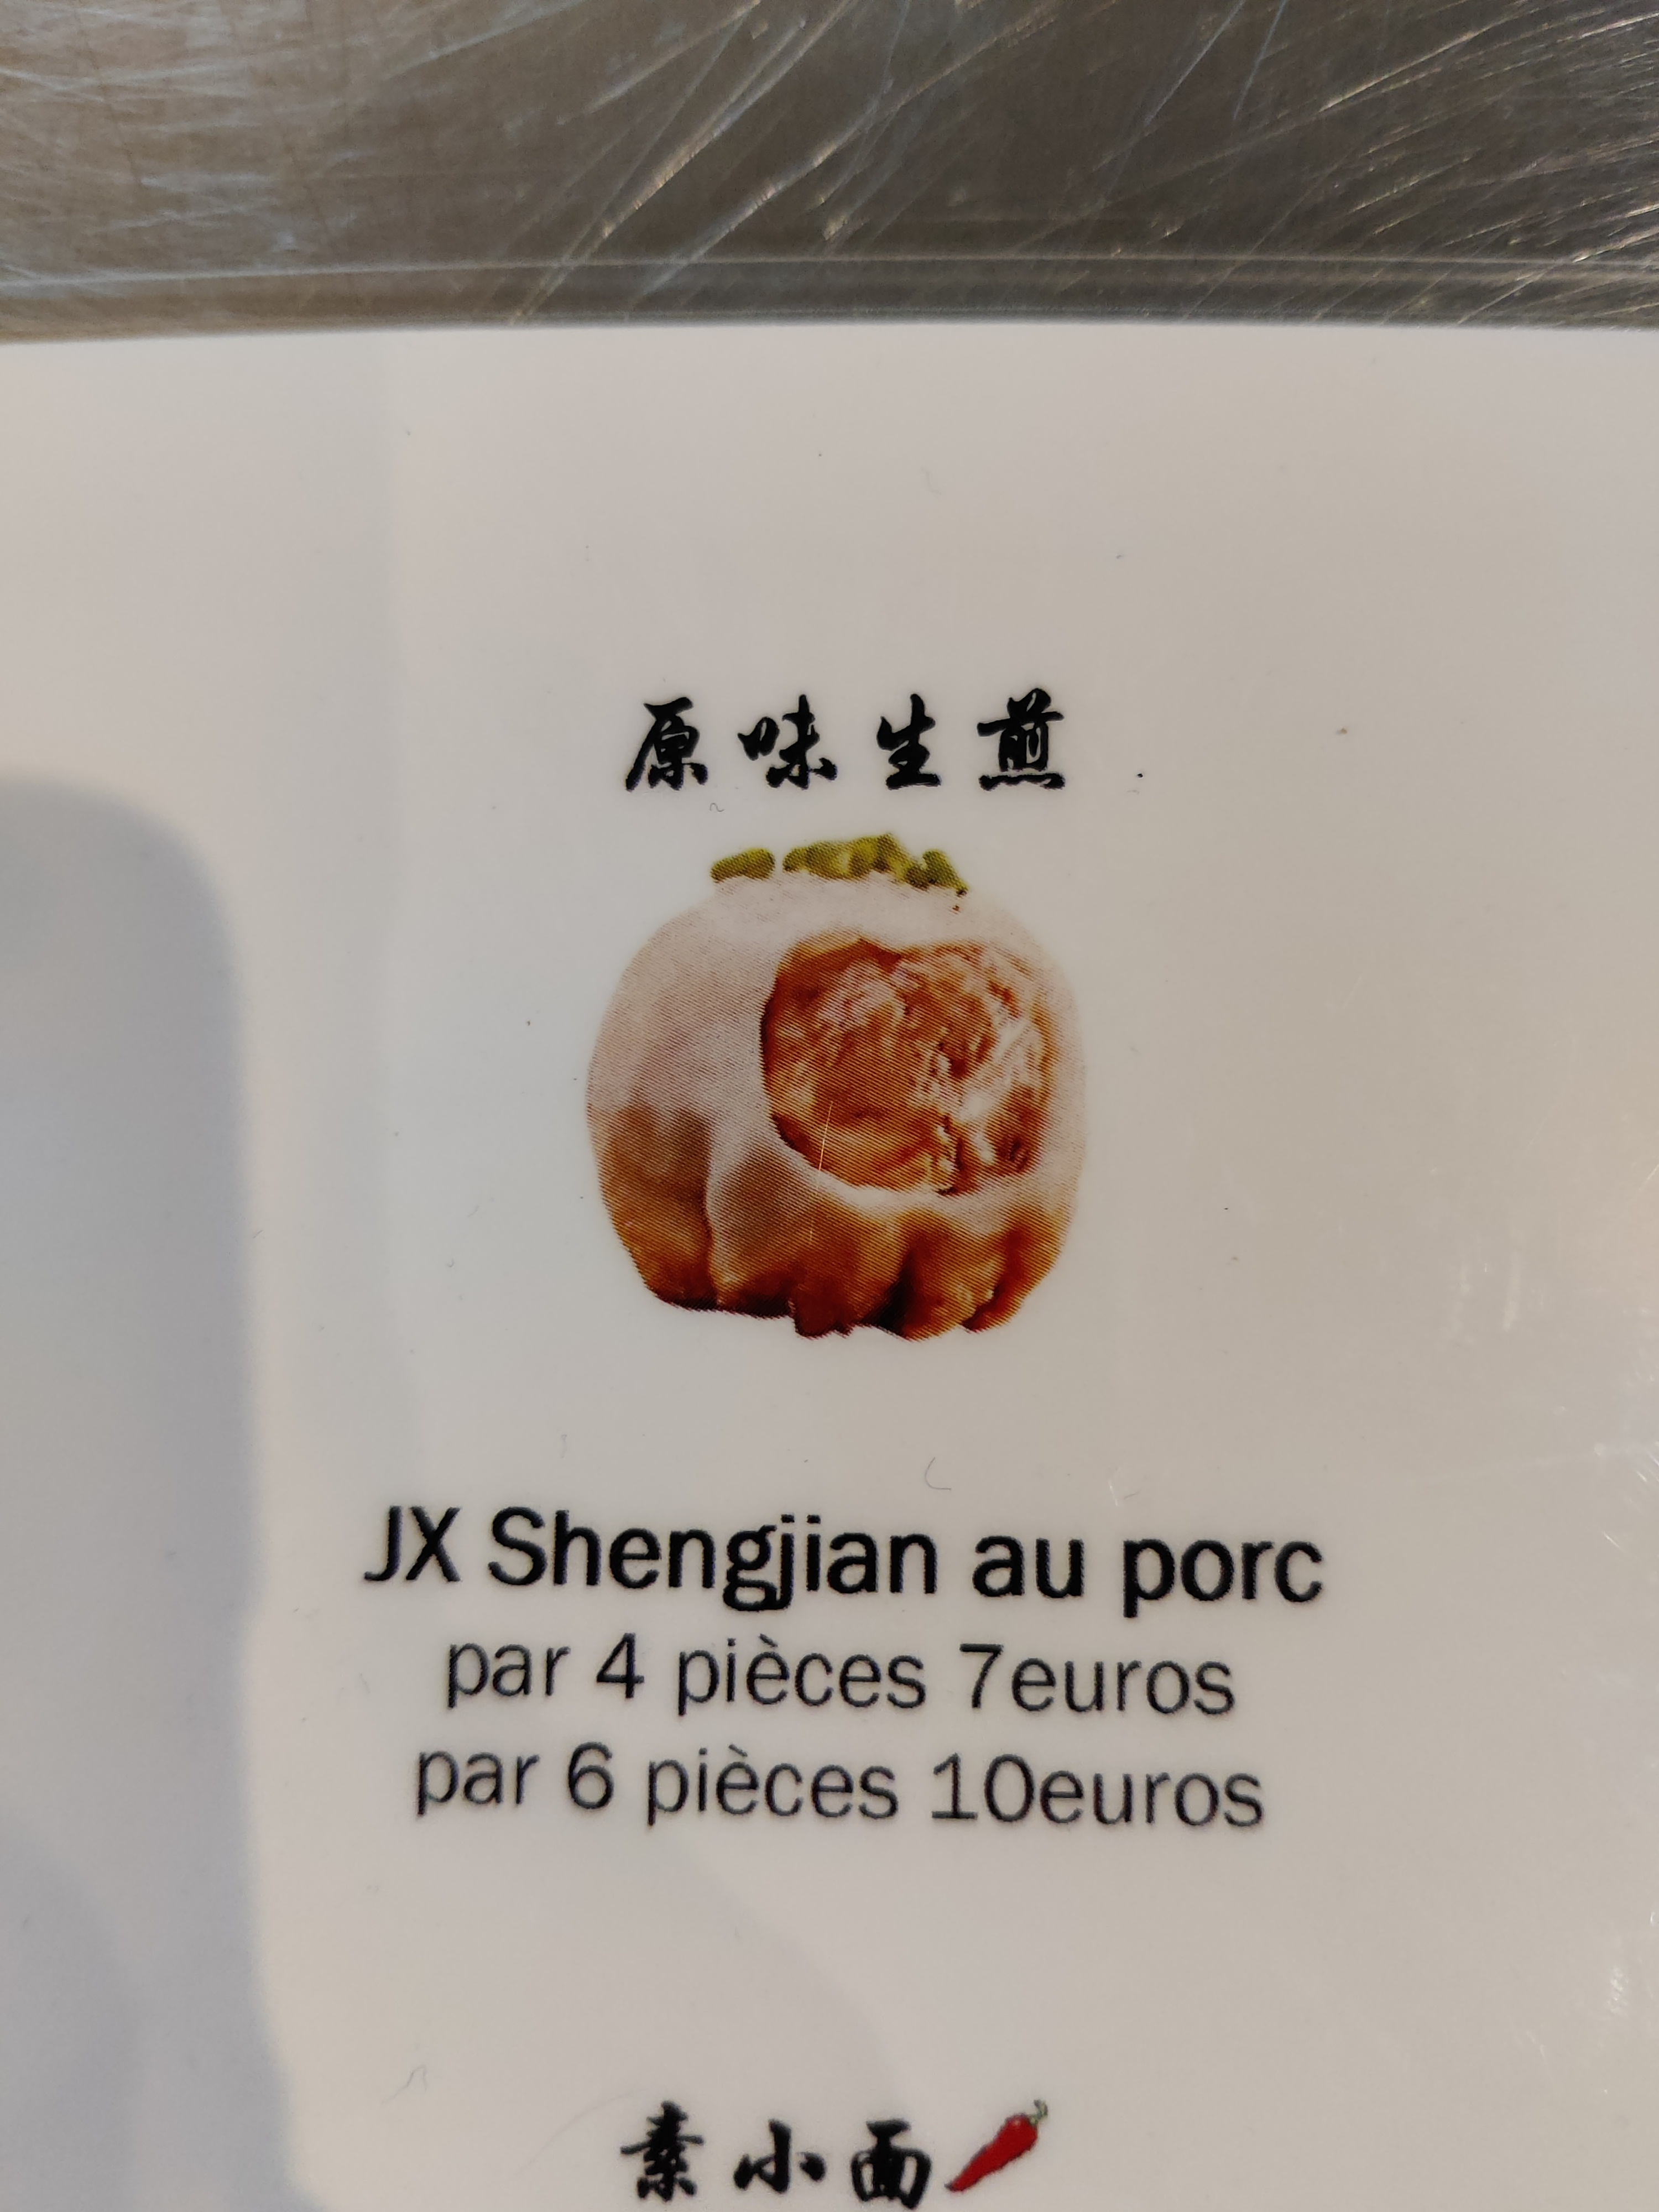 原味生煎
JX Shengjian au porc
par 4 pièces 7euros
par 6 pièces 10euros
素小面